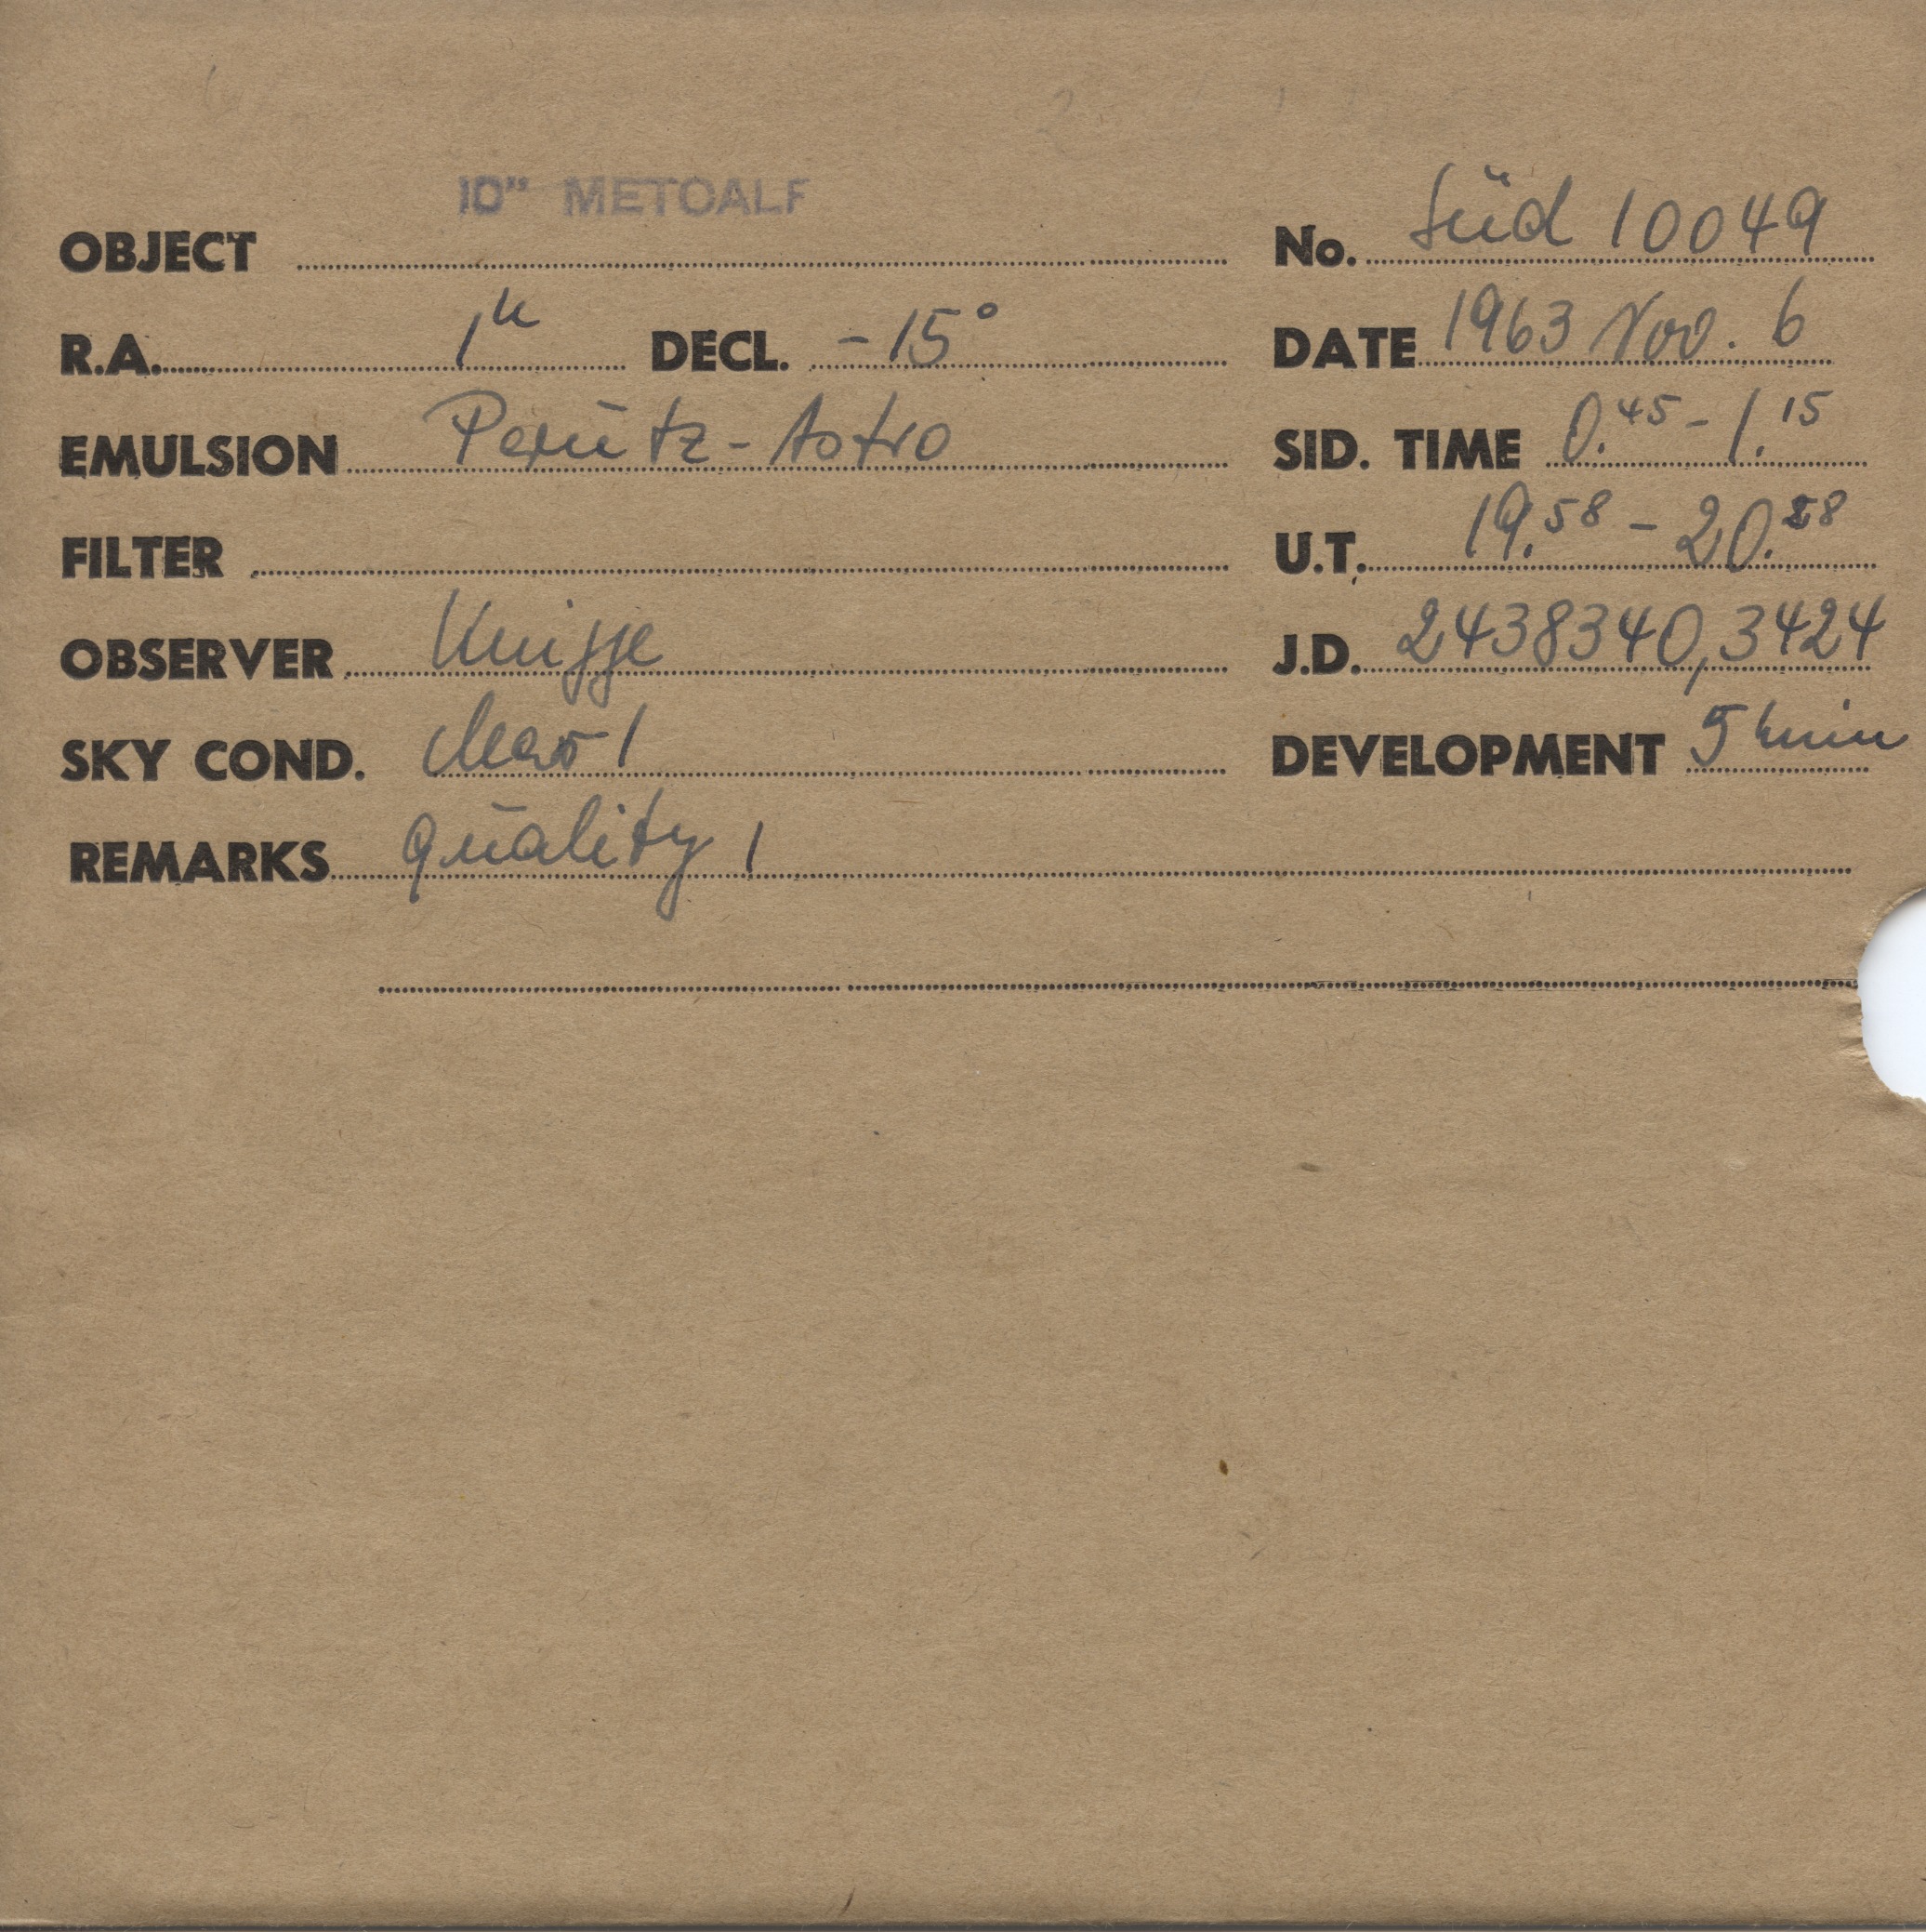 10" METCALF
OBJECT No. Süd 10049
R.A. 1h DECL. -15° DATE 1963 Nov. 6
EMULSION Perutz-Astro SID. TIME 0.45 - 1.15
FILTER U.T. 19.58 - 20.28
OBSERVER J.D. 2438340,3424
SKY COND. clear 1 DEVELOPMENT 5 min
REMARKS quality 1